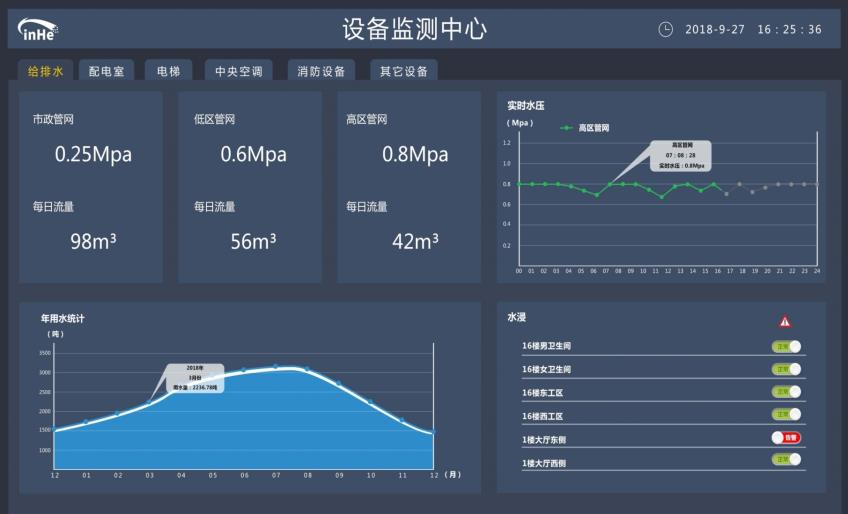 inHe
设备监测中心
2018-9-27 16:25:36
给排水 配电室 电梯 中央空调 消防设备 其它设备
市政管网
0.25Mpa
每日流量
98m³
低区管网
0.6Mpa
每日流量
56m³
高区管网
0.8Mpa
每日流量
42m³
实时水压
(Mpa)
高区管网
高区管网
07:08:28
实时水压:0.8Mpa
1.2
1.0
0.8
0.6
0.4
0.2
00 01 02 03 04 05 06 07 08 09 10 11 12 13 14 15 16 17 18 19 20 21 22 23 24
年用水统计
(吨)
2018年
3月份
用水量:2236.78吨
3500
3000
2500
2000
1500
1000
12 01 02 03 04 05 06 07 08 09 10 11 12 (月)
水浸
16楼男卫生间 正常
16楼女卫生间 正常
16楼东工区 正常
16楼西工区 正常
1楼大厅东侧 告警
1楼大厅西侧 正常